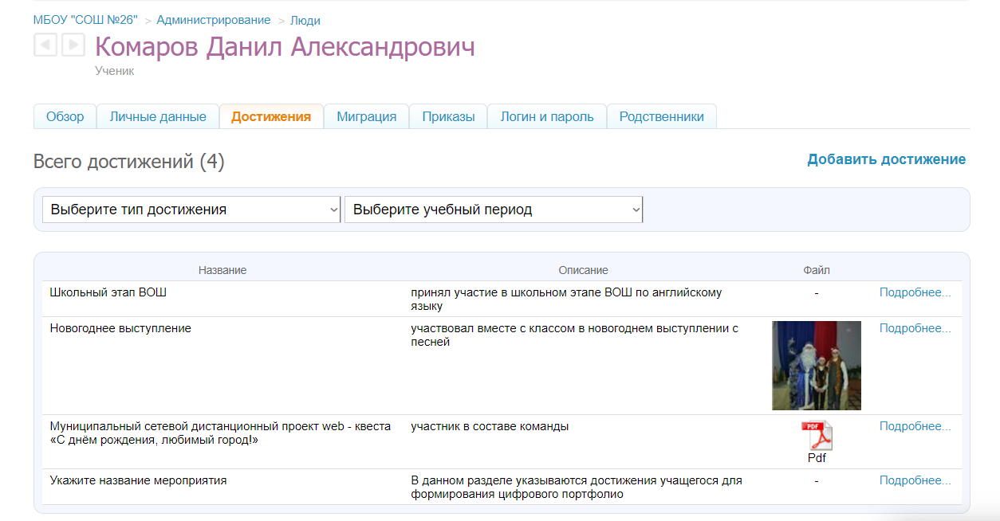 МБОУ "СОШ №26" > Администрирование > Люди
Комаров Данил Александрович
Ученик
Обзор Личные данные Достижения Миграция Приказы Логин и пароль Родственники
Всего достижений (4) Добавить достижение
Выберите тип достижения Выберите учебный период
Название Описание Файл
Школьный этап ВОШ принял участие в школьном этапе ВОШ по английскому - Подробнее...
языку
Новогоднее выступление участвовал вместе с классом в новогоднем выступлении с Подробнее...
песней
Муниципальный сетевой дистанционный проект web - квеста участник в составе команды PDF Подробнее...
«С днём рождения, любимый город!»
Pdf
Укажите название мероприятия В данном разделе указываются достижения учащегося для - Подробнее...
формирования цифрового портфолио